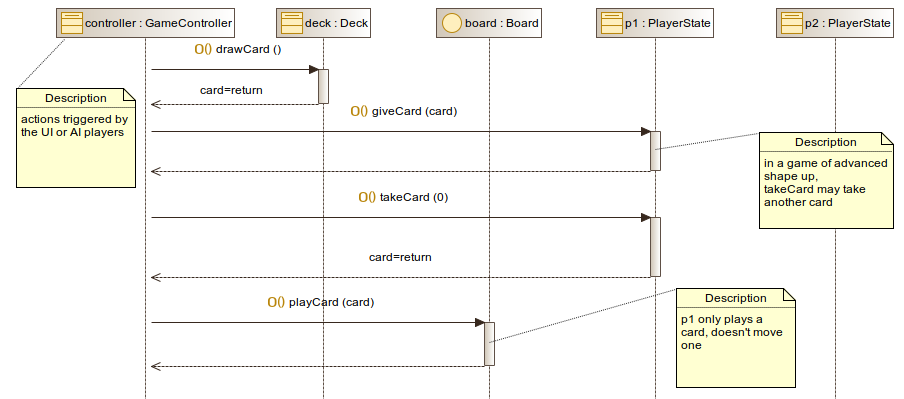 controller : GameController
deck : Deck
board : Board
p1 : PlayerState
p2 : PlayerState
O() drawCard ()
card=return
Description
actions triggered by
the UI or AI players
O() giveCard (card)
Description
in a game of advanced
shape up,
takeCard may take
another card
O() takeCard (0)
card=return
O() playCard (card)
Description
p1 only plays a
card, doesn't move
one